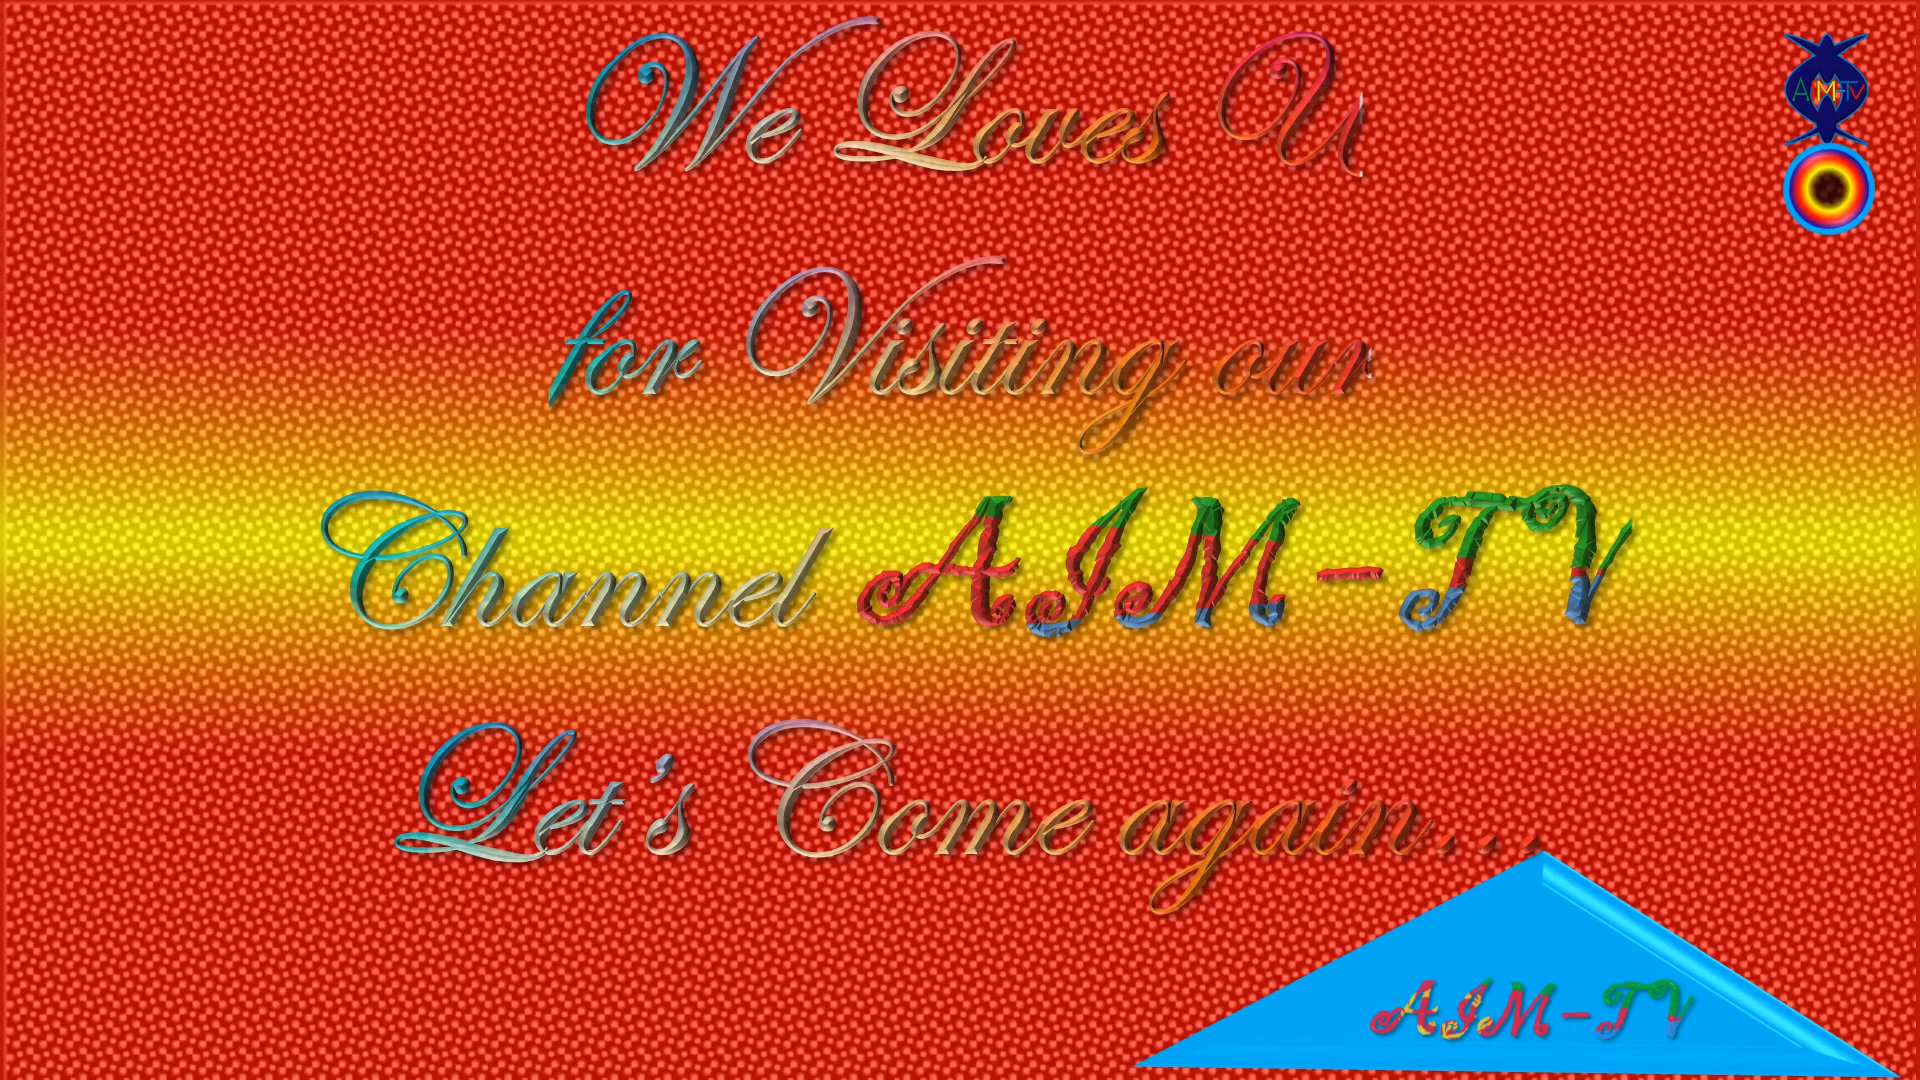 We Loves U
AIM-TV
for Visiting our
Channel AIM-TV
Let's Come again...
AIM-TV